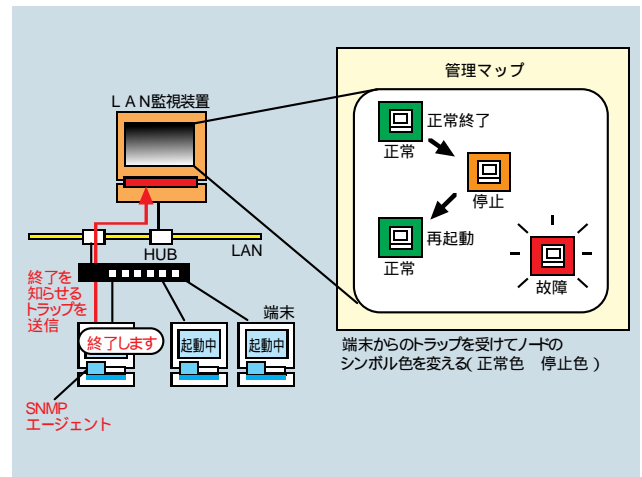 管理マップ
LAN監視装置
正常終了
正常
停止
再起動
正常
故障
LAN
HUB
終了を
知らせる
トラップを
送信
端末
終了します
起動中
起動中
SNMP
エージェント
端末からのトラップを受けてノードの
シンボル色を変える(正常色 停止色)